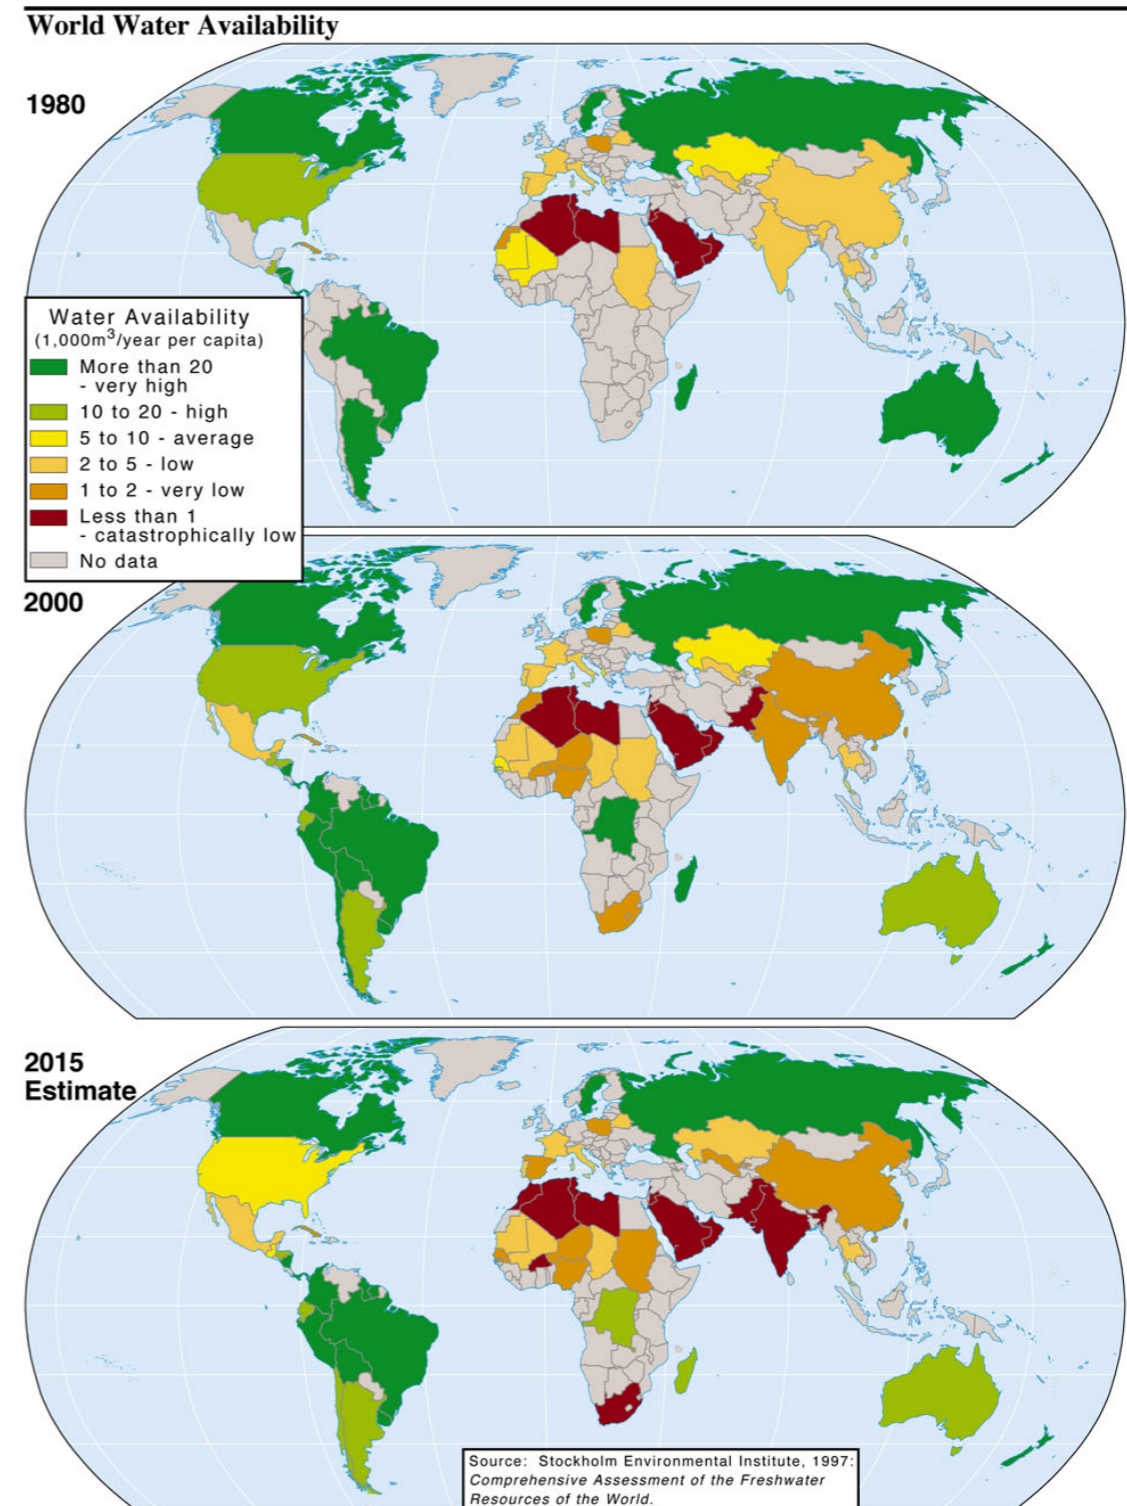 World Water Availability
1980
Water Availability
(1,000m³/year per capita)
More than 20
- very high
10 to 20 - high
5 to 10 - average
2 to 5 - low
1 to 2 - very low
Less than 1
- catastrophically low
No data
2000
2015
Estimate
Source: Stockholm Environmental Institute, 1997:
Comprehensive Assessment of the Freshwater
Resources of the World.